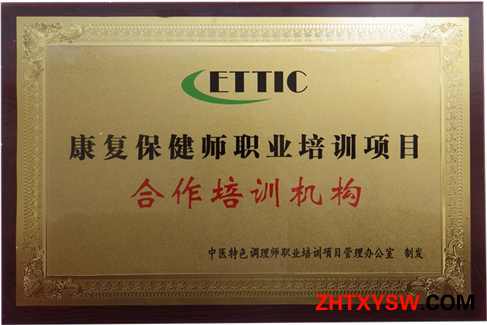 CETTIC
康复保健师职业培训项目
合作培训机构
中医特色调理师职业培训项目管理办公室 制发
ZHTXYSW.COM